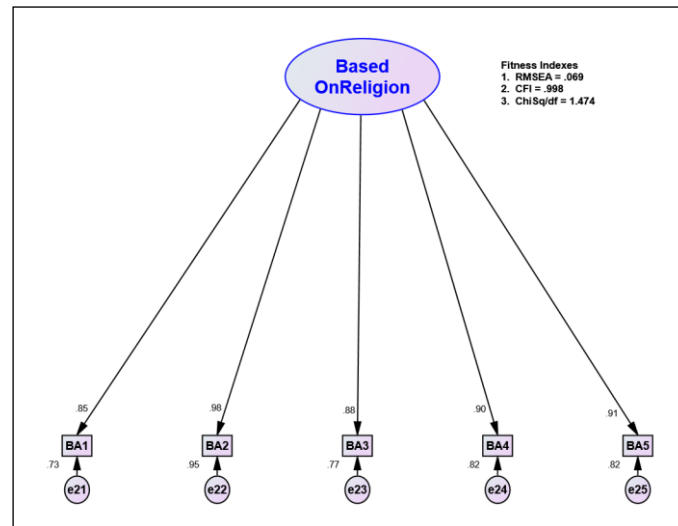 Based
OnReligion
Fitness Indexes
1. RMSEA = .069
2. CFI = .998
3. ChiSq/df = 1.474
.85
.98
.88
.90
.91
BA1
BA2
BA3
BA4
BA5
.73
.95
.77
.82
.82
e21
e22
e23
e24
e25